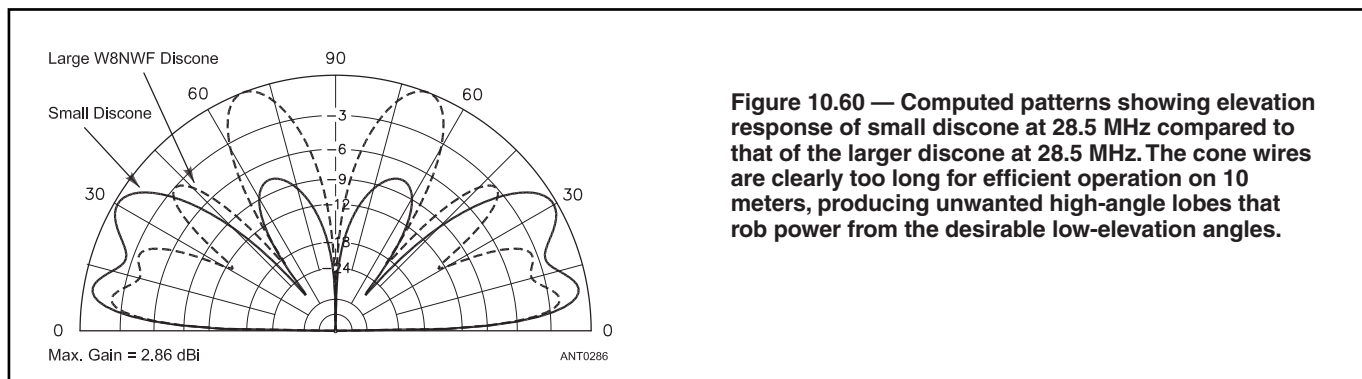 Large W8NWF Discone
Small Discone
90
60
60
30
30
0
0
−3
−6
−9
−12
−18
−24
Max. Gain = 2.86 dBi
ANT0286
Figure 10.60 — Computed patterns showing elevation
response of small discone at 28.5 MHz compared to
that of the larger discone at 28.5 MHz. The cone wires
are clearly too long for efficient operation on 10
meters, producing unwanted high-angle lobes that
rob power from the desirable low-elevation angles.